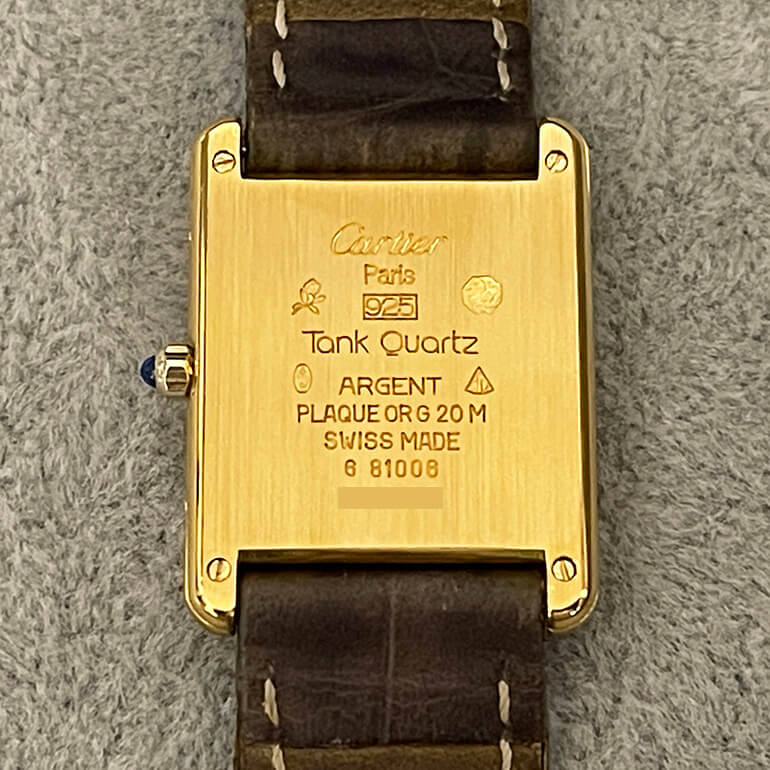 Cartier
Paris
925
Tank Quartz
ARGENT
PLAQUE OR G 20 M
SWISS MADE
6 81006